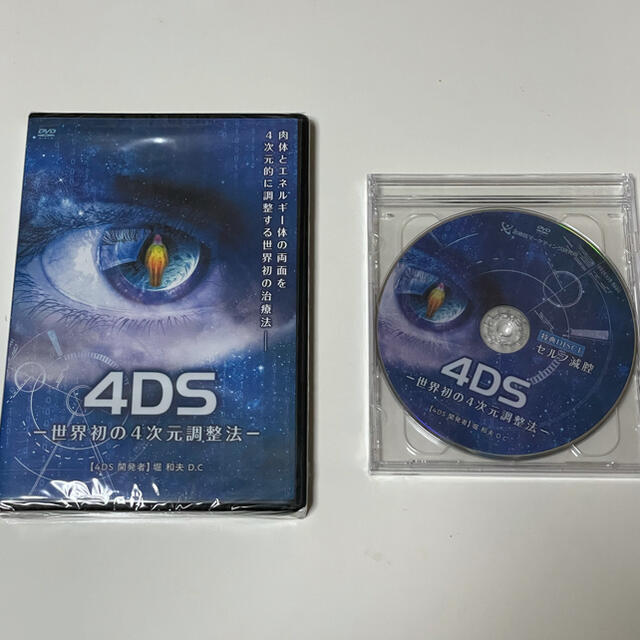 DVD
肉体とエネルギー体の両面を
4次元的に調整する世界初の治療法
4DS
－世界初の4次元調整法－
【4DS 開発者】堀 和夫 D.C
DVD
特典DISC1
セルフ減腔
4DS
－世界初の4次元調整法－
【4DS 開発者】堀 和夫 D.C